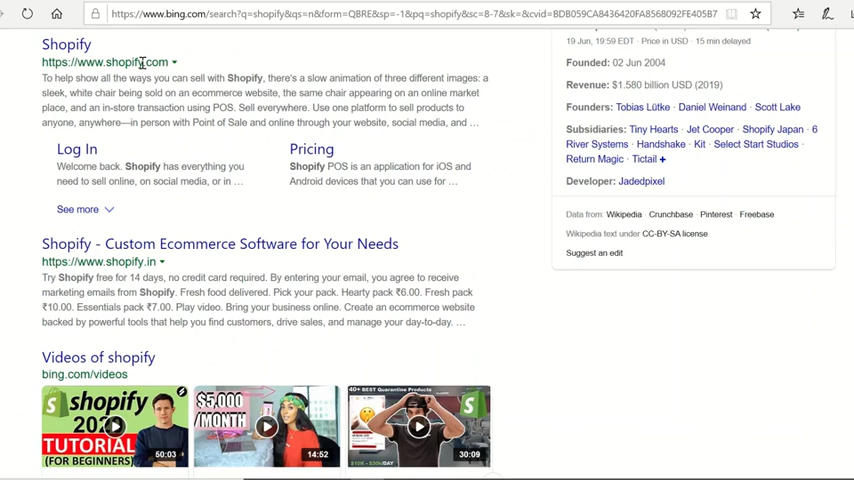 https://www.bing.com/search?q=shopify&qs=n&form=QBRE&sp=-1&pq=shopify&sc=8-7&sk=&cvid=BDB059CA8436420FA8568092FE405B7
Shopify
https://www.shopify.com
To help show all the ways you can sell with Shopify, there's a slow animation of three different images: a
sleek, white chair being sold on an ecommerce website, the same chair appearing on an online market
place, and an in-store transaction using POS. Sell everywhere. Use one platform to sell products to
anyone, anywhere—in person with Point of Sale and online through your website, social media, and ...
Log In
Welcome back. Shopify has everything you
need to sell online, on social media, or in ...
Pricing
Shopify POS is an application for iOS and
Android devices that you can use for ...
See more
Shopify - Custom Ecommerce Software for Your Needs
https://www.shopify.in
Try Shopify free for 14 days, no credit card required. By entering your email, you agree to receive
marketing emails from Shopify. Fresh food delivered. Pick your pack. Hearty pack ₹6.00. Fresh pack
₹10.00. Essentials pack ₹7.00. Play video. Bring your business online. Create an ecommerce website
backed by powerful tools that help you find customers, drive sales, and manage your day-to-day. ...
Videos of shopify
bing.com/videos
shopify
202
TUTORIAL
(FOR BEGINNERS)
50:03
$5,000
/MONTH
14:52
40+ BEST Quarantine Products
$10K - $30K/DAY
30:09
19 Jun, 19:59 EDT · Price in USD · 15 min delayed
Founded: 02 Jun 2004
Revenue: $1.580 billion USD (2019)
Founders: Tobias Lütke · Daniel Weinand · Scott Lake
Subsidiaries: Tiny Hearts · Jet Cooper · Shopify Japan · 6
River Systems · Handshake · Kit · Select Start Studios ·
Return Magic · Tictail +
Developer: Jadedpixel
Data from: Wikipedia · Crunchbase · Pinterest · Freebase
Wikipedia text under CC-BY-SA license
Suggest an edit